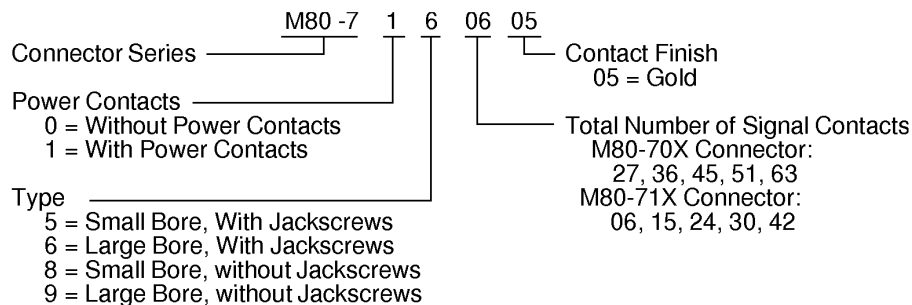 M80 -7 1 6 06 05
Connector Series
Contact Finish
05 = Gold
Power Contacts
0 = Without Power Contacts
1 = With Power Contacts
Total Number of Signal Contacts
M80-70X Connector:
27, 36, 45, 51, 63
M80-71X Connector:
06, 15, 24, 30, 42
Type
5 = Small Bore, With Jackscrews
6 = Large Bore, With Jackscrews
8 = Small Bore, without Jackscrews
9 = Large Bore, without Jackscrews